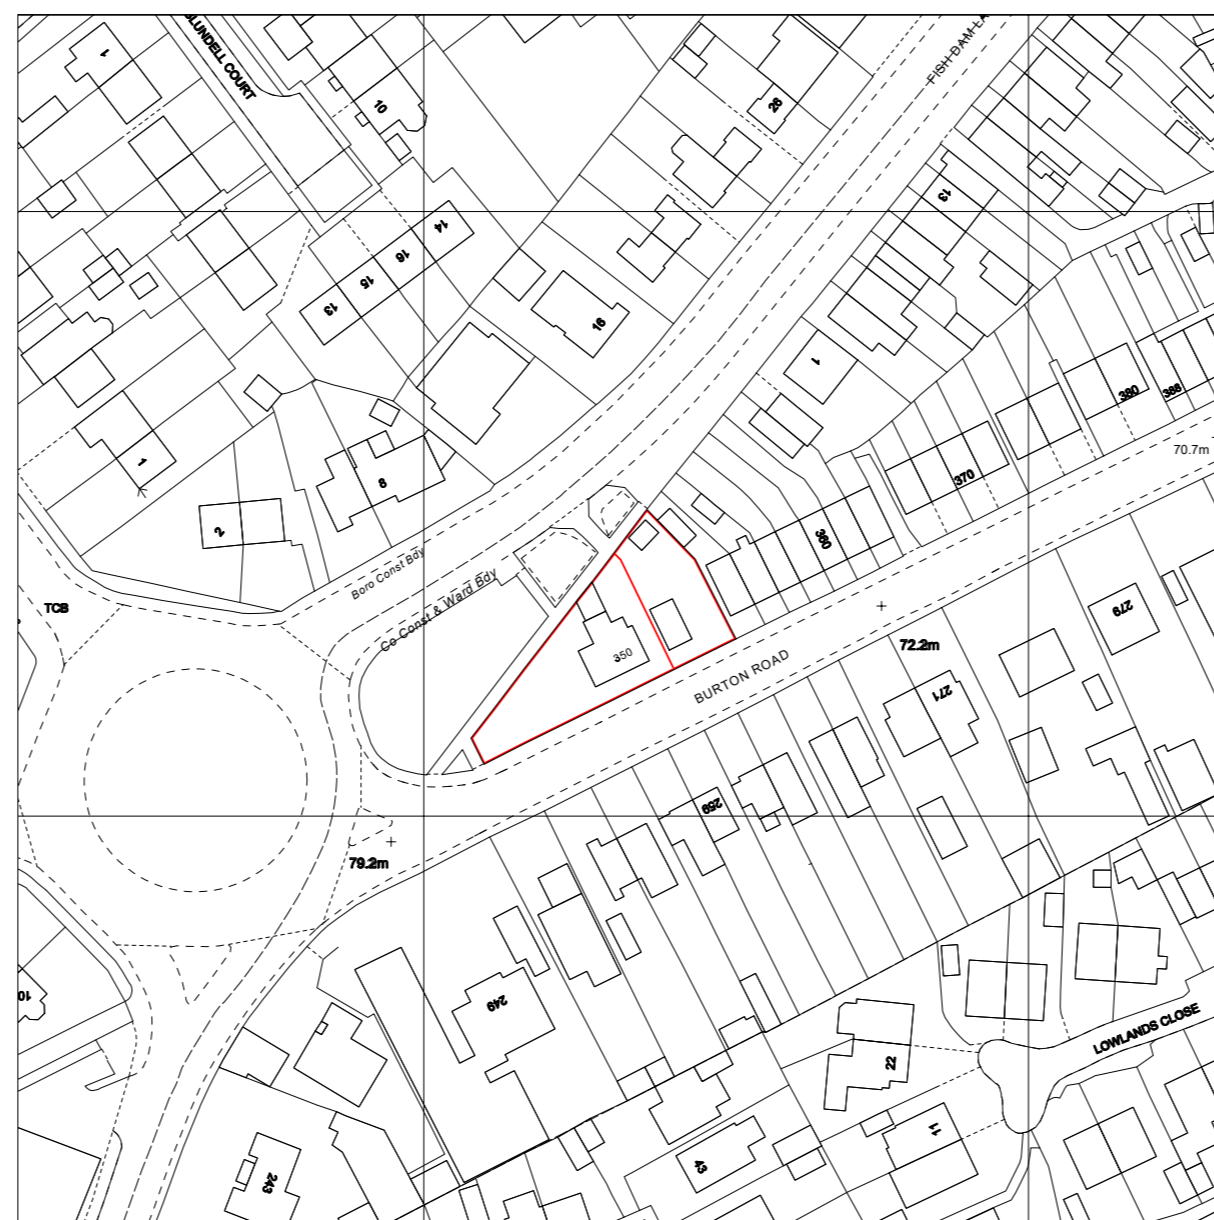 BLUNDELL COURT
FISH DAM LA
1
10
26
14
16
15
13
16
13
1
380
388
70.7m
370
360
1
8
2
Boro Const Bdy
Co Const & Ward Bdy
TCB
350
BURTON ROAD
72.2m
279
271
259
79.2m
249
10
22
LOWLANDS CLOSE
11
43
243